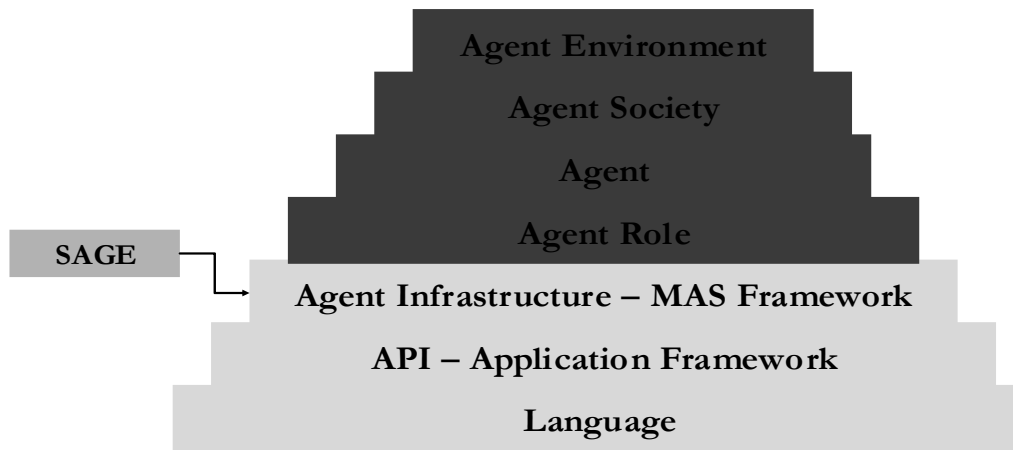 Agent Environment
Agent Society
Agent
Agent Role
SAGE
Agent Infrastructure – MAS Framework
API – Application Framework
Language